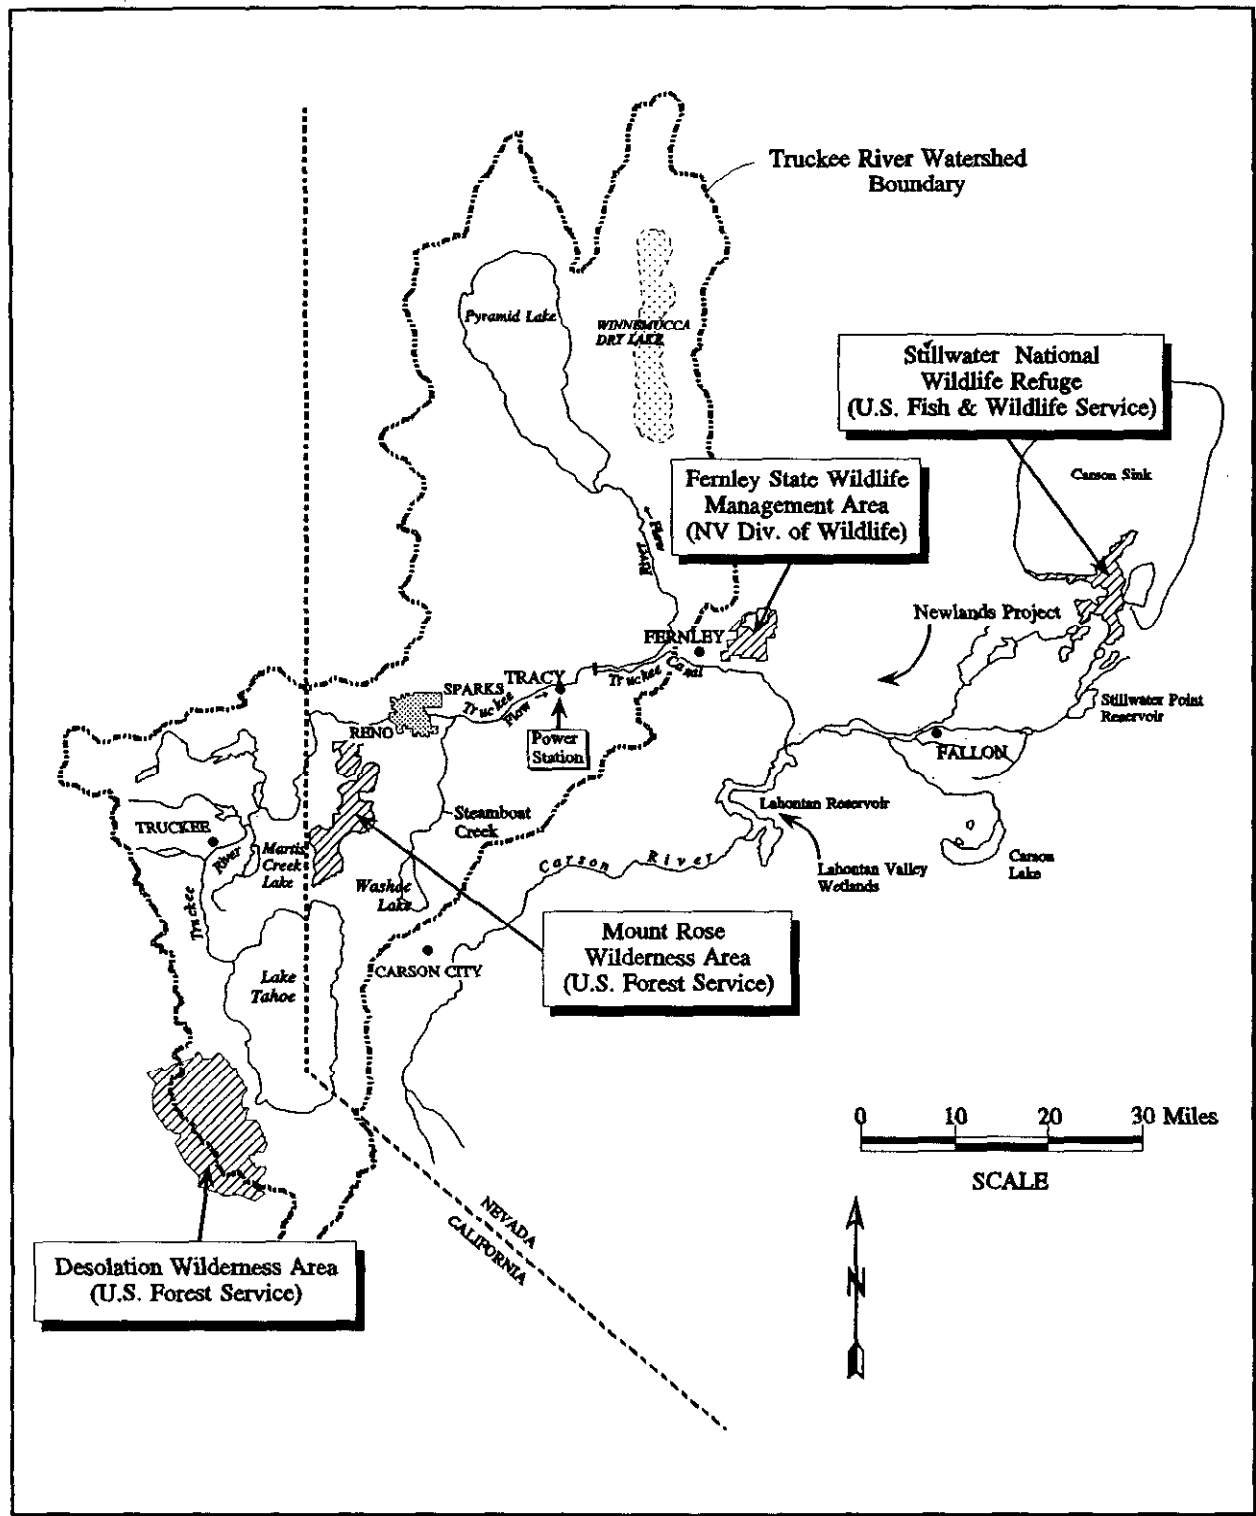 Truckee River Watershed
Boundary
Pyramid Lake
WINNEMUCCA
DRY LAKE
Stillwater National
Wildlife Refuge
(U.S. Fish & Wildlife Service)
Carson Sink
Fernley State Wildlife
Management Area
(NV Div. of Wildlife)
Flow
River
Newlands Project
FERNLEY
TRACY
Truckee Canal
SPARKS
Truckee
Flow
RENO
Power
Station
Stillwater Point
Reservoir
FALLON
Steamboat
Creek
Lahontan Reservoir
TRUCKEE
River
Martis
Creek
Lake
Truckee
Washoe
Lake
Carson River
Lahontan Valley
Wetlands
Carson
Lake
Mount Rose
Wilderness Area
(U.S. Forest Service)
CARSON CITY
Lake
Tahoe
0 10 20 30 Miles
SCALE
N
NEVADA
CALIFORNIA
Desolation Wilderness Area
(U.S. Forest Service)